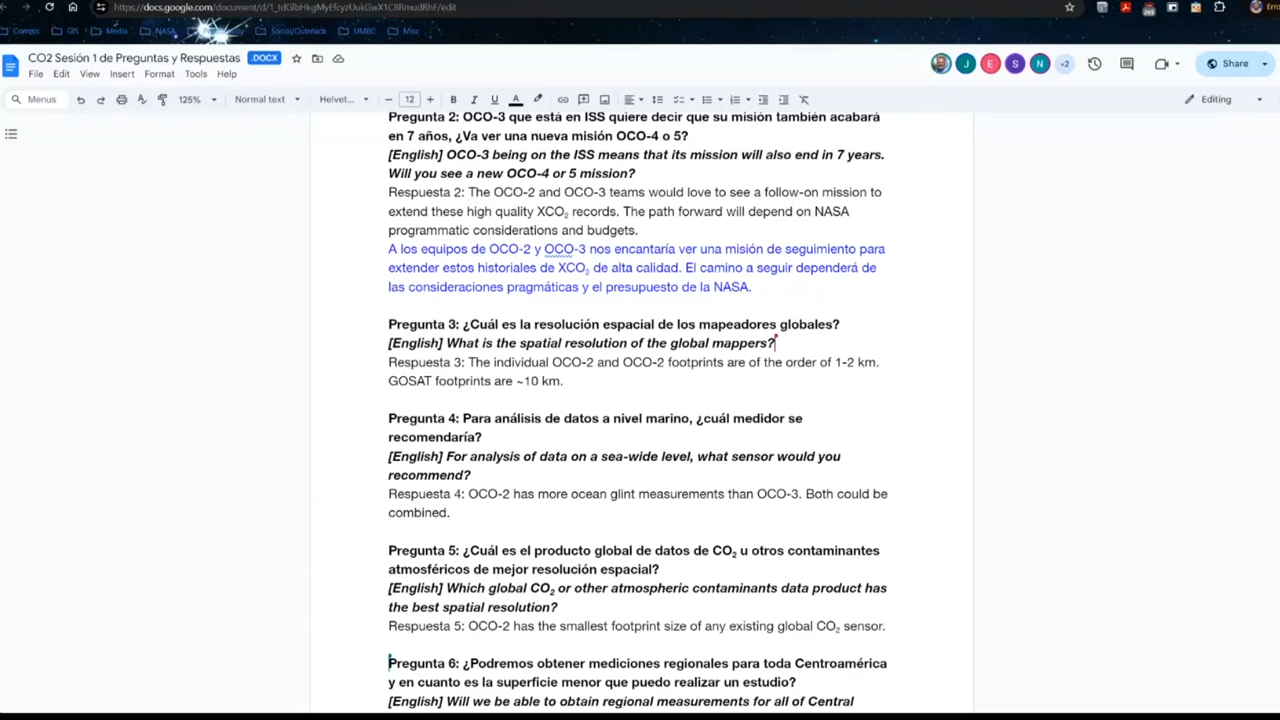 https://docs.google.com/document/d/1_tdGlbHkgMyEfcyzUukGwX1C8RmudRhF/edit
Comps GIS Media NASA Social/Outreach UMBC Misc
CO2 Sesión 1 de Preguntas y Respuestas .DOCX
J E S N +2 Share
File Edit View Insert Format Tools Help
Menus 125% Normal text Helvet... 12 B I U A Editing
Pregunta 2: OCO-3 que está en ISS quiere decir que su misión también acabará
en 7 años, ¿Va ver una nueva misión OCO-4 o 5?
[English] OCO-3 being on the ISS means that its mission will also end in 7 years.
Will you see a new OCO-4 or 5 mission?
Respuesta 2: The OCO-2 and OCO-3 teams would love to see a follow-on mission to
extend these high quality XCO₂ records. The path forward will depend on NASA
programmatic considerations and budgets.
A los equipos de OCO-2 y OCO-3 nos encantaría ver una misión de seguimiento para
extender estos historiales de XCO₂ de alta calidad. El camino a seguir dependerá de
las consideraciones pragmáticas y el presupuesto de la NASA.
Pregunta 3: ¿Cuál es la resolución espacial de los mapeadores globales?
[English] What is the spatial resolution of the global mappers?
Respuesta 3: The individual OCO-2 and OCO-2 footprints are of the order of 1-2 km.
GOSAT footprints are ~10 km.
Pregunta 4: Para análisis de datos a nivel marino, ¿cuál medidor se
recomendaría?
[English] For analysis of data on a sea-wide level, what sensor would you
recommend?
Respuesta 4: OCO-2 has more ocean glint measurements than OCO-3. Both could be
combined.
Pregunta 5: ¿Cuál es el producto global de datos de CO₂ u otros contaminantes
atmosféricos de mejor resolución espacial?
[English] Which global CO₂ or other atmospheric contaminants data product has
the best spatial resolution?
Respuesta 5: OCO-2 has the smallest footprint size of any existing global CO₂ sensor.
Pregunta 6: ¿Podremos obtener mediciones regionales para toda Centroamérica
y en cuanto es la superficie menor que puedo realizar un estudio?
[English] Will we be able to obtain regional measurements for all of Central